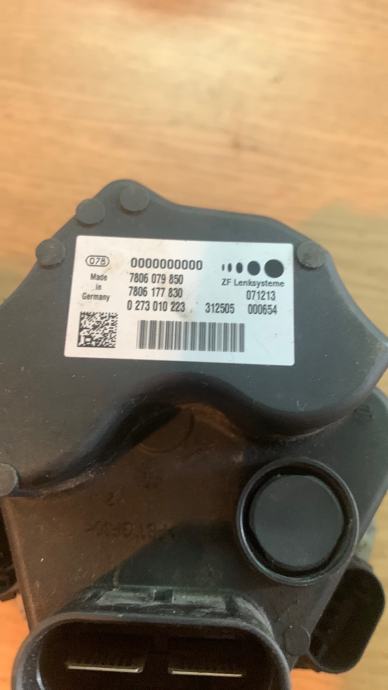 078
0000000000
Made
in
Germany
7806 079 850
7806 177 830
0 273 010 223
312505
ZF Lenksysteme
071213
000654